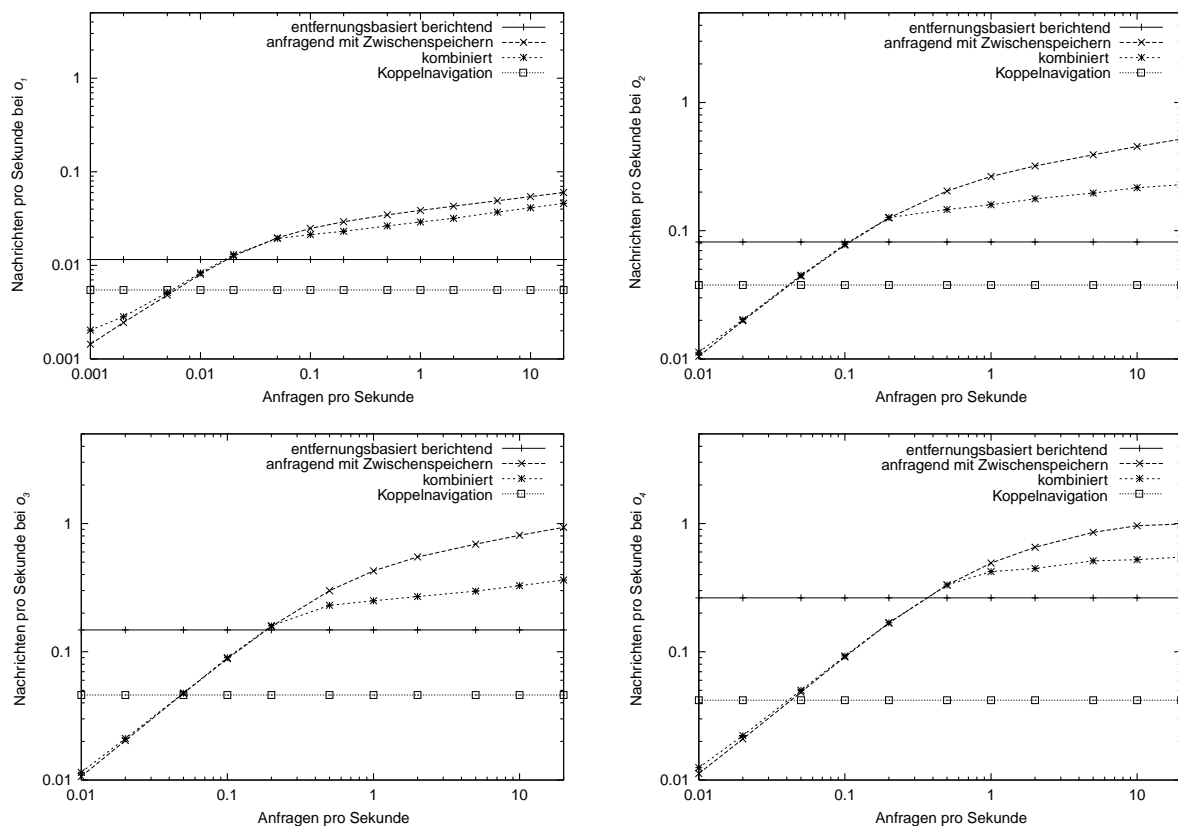 entfernungsbasiert berichtend
anfragend mit Zwischenspeichern
kombiniert
Koppelnavigation
Nachrichten pro Sekunde bei o1
1
0.1
0.01
0.001
0.001 0.01 0.1 1 10
Anfragen pro Sekunde
entfernungsbasiert berichtend
anfragend mit Zwischenspeichern
kombiniert
Koppelnavigation
Nachrichten pro Sekunde bei o2
1
0.1
0.01
0.01 0.1 1 10
Anfragen pro Sekunde
entfernungsbasiert berichtend
anfragend mit Zwischenspeichern
kombiniert
Koppelnavigation
Nachrichten pro Sekunde bei o3
1
0.1
0.01
0.01 0.1 1 10
Anfragen pro Sekunde
entfernungsbasiert berichtend
anfragend mit Zwischenspeichern
kombiniert
Koppelnavigation
Nachrichten pro Sekunde bei o4
1
0.1
0.01
0.01 0.1 1 10
Anfragen pro Sekunde